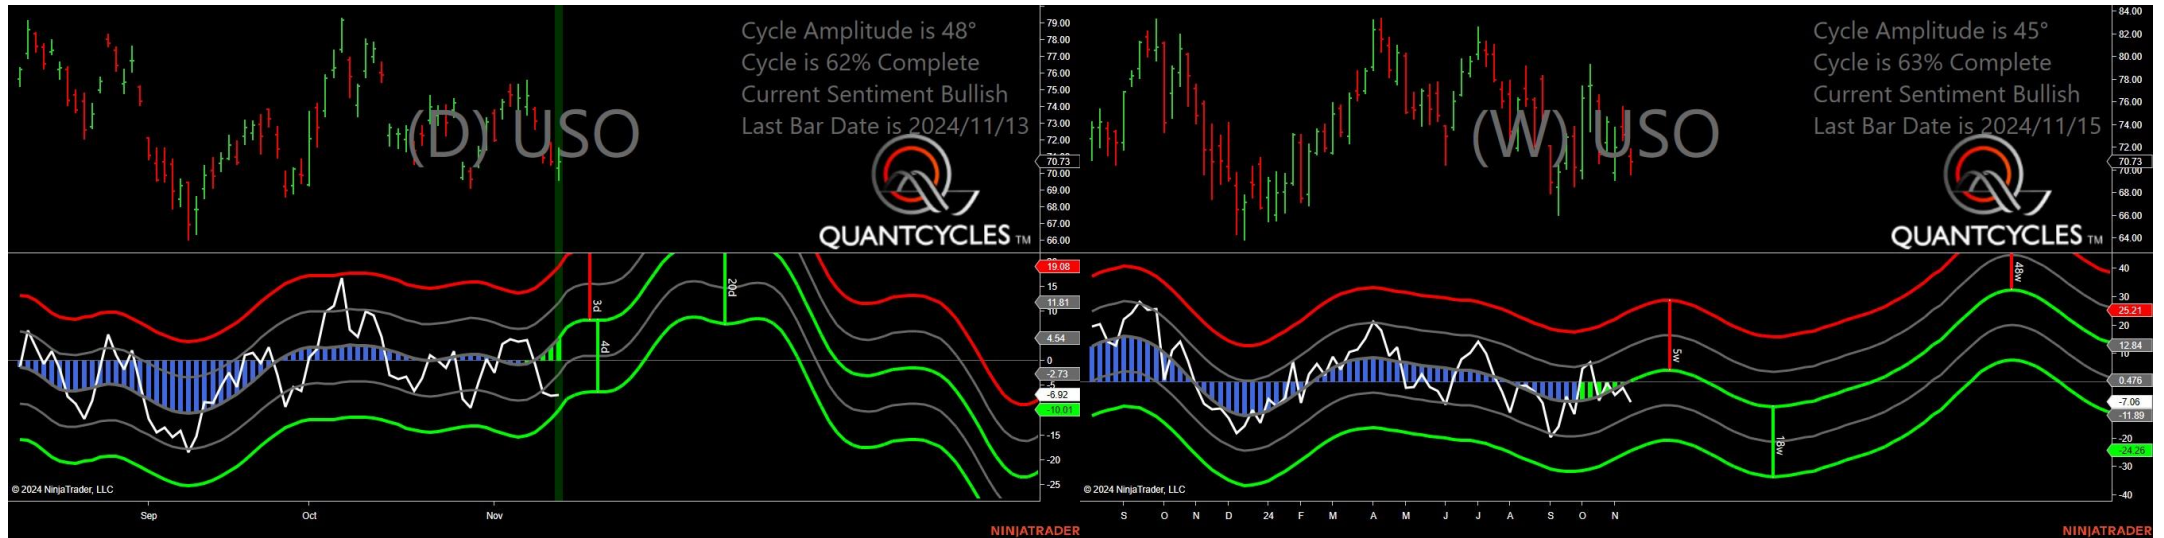 Cycle Amplitude is 48°
Cycle is 62% Complete
Current Sentiment Bullish
Last Bar Date is 2024/11/13
(D) USO
QUANTCYCLES TM
79.00
78.00
77.00
76.00
75.00
74.00
73.00
72.00
70.73
70.00
69.00
68.00
67.00
66.00
19.08
15
11.81
10
4.54
0
-2.73
-5
-6.92
-10.01
-15
-20
-25
3d
4d
20d
© 2024 NinjaTrader, LLC
Sep
Oct
Nov
NINJATRADER
Cycle Amplitude is 45°
Cycle is 63% Complete
Current Sentiment Bullish
Last Bar Date is 2024/11/15
(W) USO
QUANTCYCLES TM
84.00
82.00
80.00
78.00
76.00
74.00
72.00
70.73
70.00
68.00
66.00
64.00
40
30
25.21
20
12.84
10
0.476
-7.06
-11.89
-20
-24.26
-30
-40
5w
18w
48w
© 2024 NinjaTrader, LLC
S
O
N
D
24
F
M
A
M
J
J
A
S
O
N
NINJATRADER